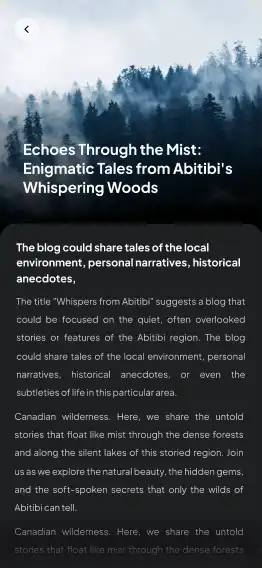 Echoes Through the Mist:
Enigmatic Tales from Abitibi's
Whispering Woods
The blog could share tales of the local
environment, personal narratives, historical
anecdotes,
The title "Whispers from Abitibi" suggests a blog that
could be focused on the quiet, often overlooked
stories or features of the Abitibi region. The blog
could share tales of the local environment, personal
narratives, historical anecdotes, or even the
subtleties of life in this particular area.
Canadian wilderness. Here, we share the untold
stories that float like mist through the dense forests
and along the silent lakes of this storied region. Join
us as we explore the natural beauty, the hidden gems,
and the soft-spoken secrets that only the wilds of
Abitibi can tell.
Canadian wilderness. Here, we share the untold
stories that float like mist through the dense forests